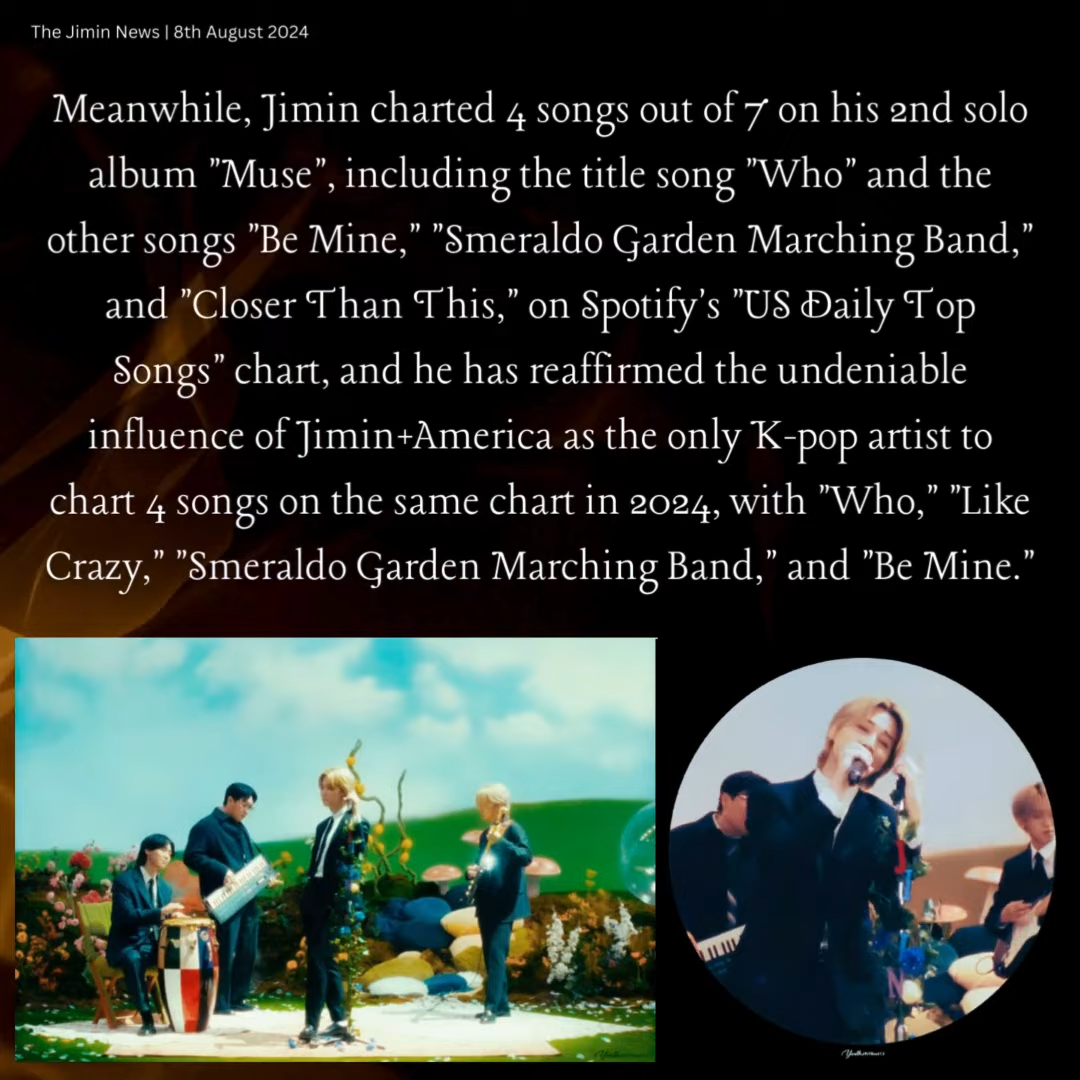 The Jimin News | 8th August 2024
Meanwhile, Jimin charted 4 songs out of 7 on his 2nd solo
album "Muse", including the title song "Who" and the
other songs "Be Mine," "Smeraldo Garden Marching Band,"
and "Closer Than This," on Spotify's "US Daily Top
Songs" chart, and he has reaffirmed the undeniable
influence of Jimin+America as the only K-pop artist to
chart 4 songs on the same chart in 2024, with "Who," "Like
Crazy," "Smeraldo Garden Marching Band," and "Be Mine."